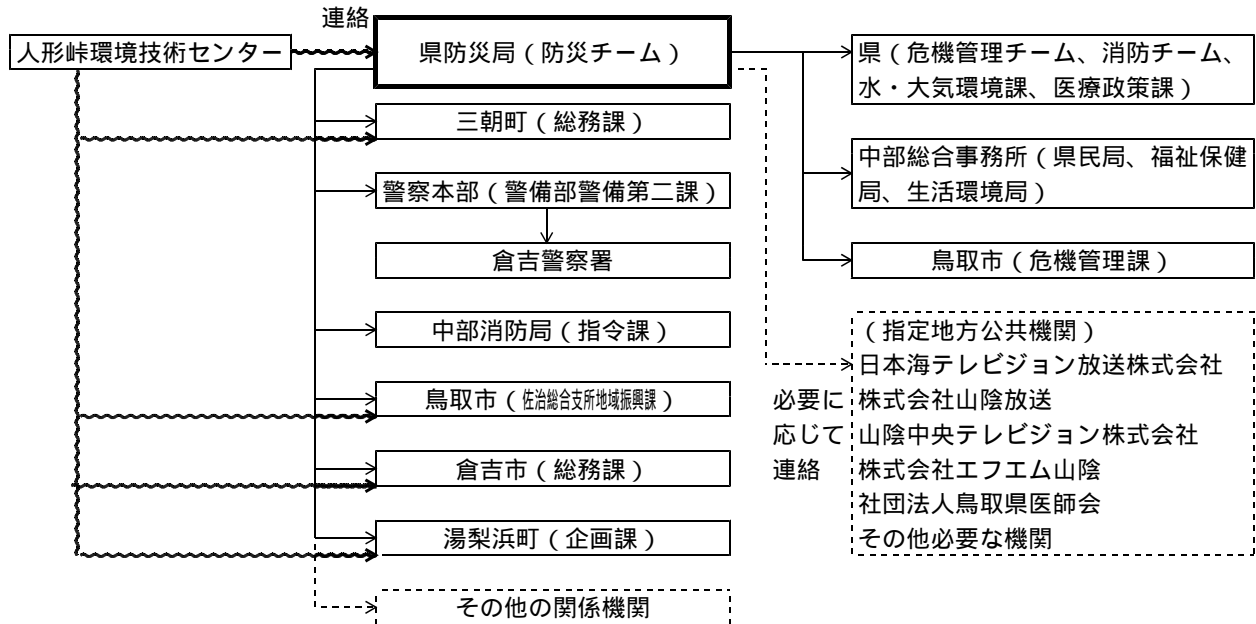 連絡
人形峠環境技術センター
県防災局（防災チーム）
三朝町（総務課）
警察本部（警備部警備第二課）
倉吉警察署
中部消防局（指令課）
鳥取市（佐治総合支所地域振興課）
倉吉市（総務課）
湯梨浜町（企画課）
その他の関係機関
県（危機管理チーム、消防チーム、
水・大気環境課、医療政策課）
中部総合事務所（県民局、福祉保健
局、生活環境局）
鳥取市（危機管理課）
必要に
応じて
連絡
（指定地方公共機関）
日本海テレビジョン放送株式会社
株式会社山陰放送
山陰中央テレビジョン株式会社
株式会社エフエム山陰
社団法人鳥取県医師会
その他必要な機関